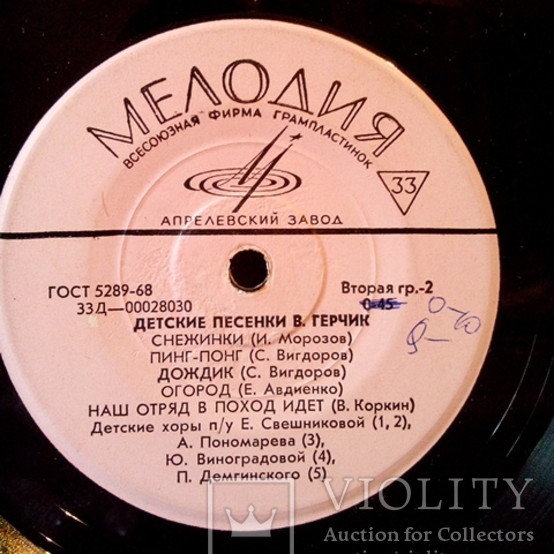 МЕЛОДИЯ
ВСЕСОЮЗНАЯ ФИРМА ГРАМПЛАСТИНОК
33
АПРЕЛЕВСКИЙ ЗАВОД
ГОСТ 5289-68
Вторая гр.-2
33Д—00028030
0-45
0-10
ДЕТСКИЕ ПЕСЕНКИ В. ГЕРЧИК
СНЕЖИНКИ (И. Морозов)
ПИНГ-ПОНГ (С. Вигдоров)
ДОЖДИК (С. Вигдоров)
ОГОРОД (Е. Авдиенко)
НАШ ОТРЯД В ПОХОД ИДЕТ (В. Коркин)
Детские хоры п/у Е. Свешниковой (1, 2),
А. Пономарева (3),
Ю. Виноградовой (4),
П. Демгинского (5)
VIOLITY
Auction for Collectors